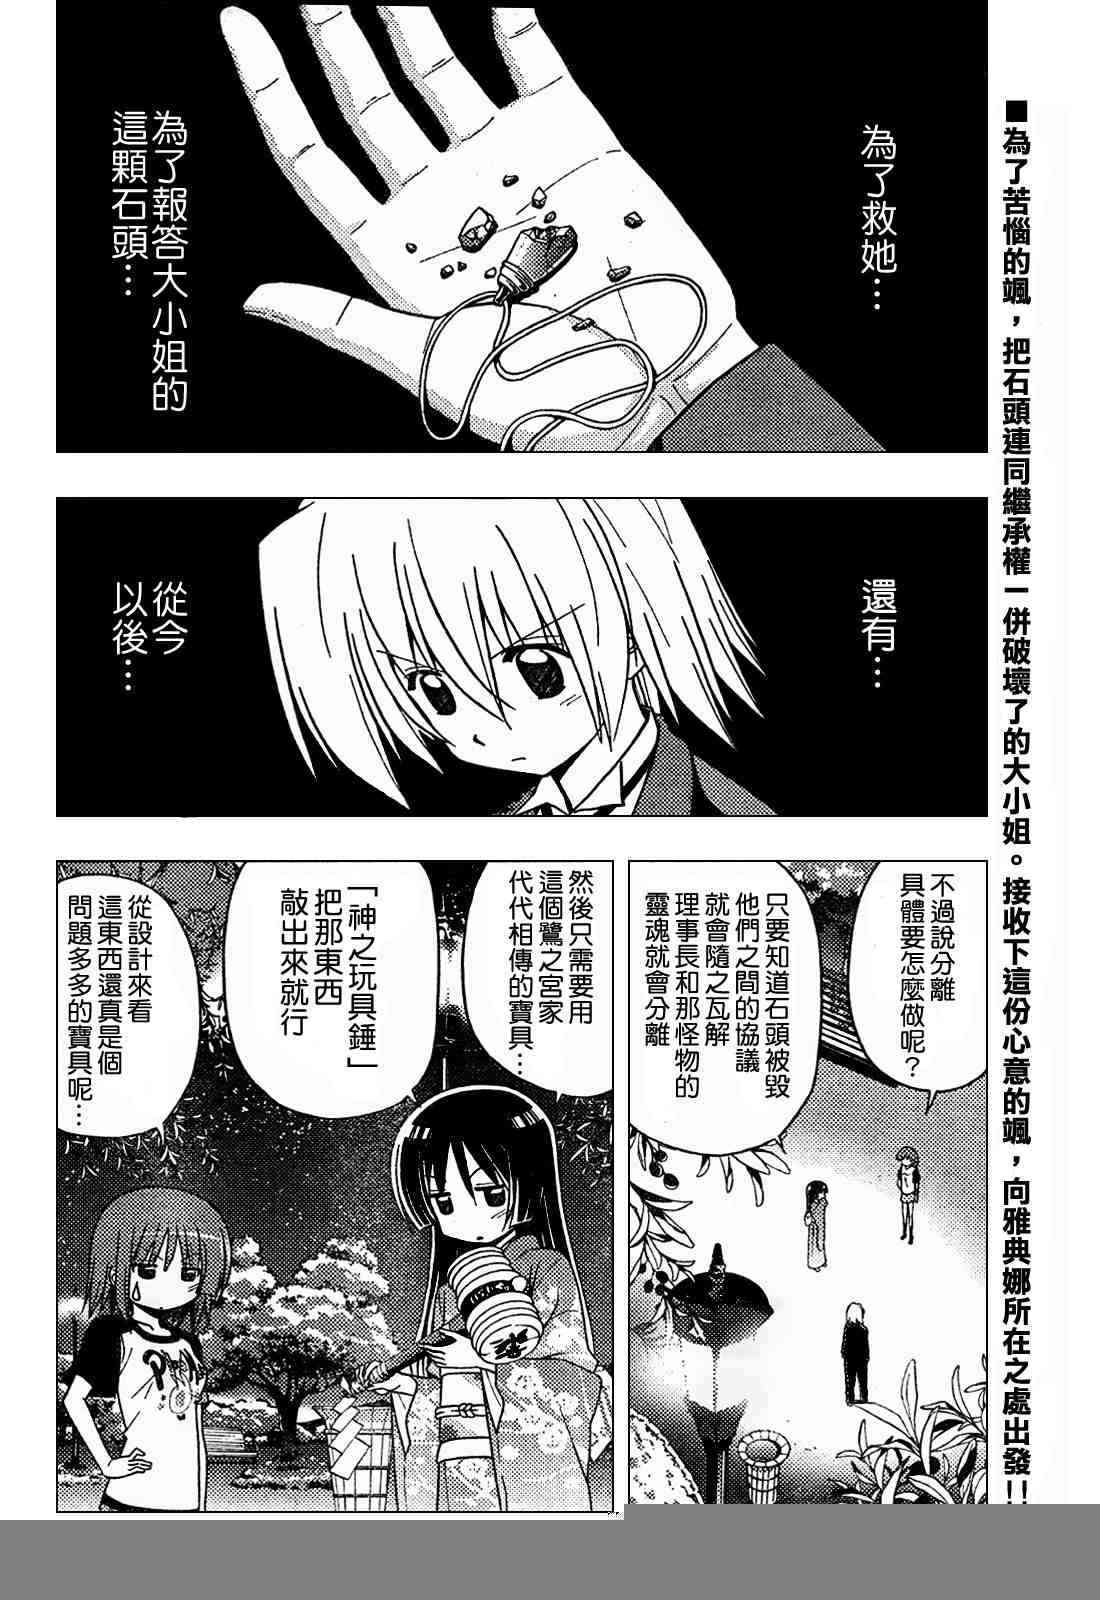 ■為了苦惱的颯，把石頭連同繼承權一併破壞了的大小姐。接收下這份心意的颯，向雅典娜所在之處出發!!
為了救她…
為了報答大小姐的
這顆石頭…
還有…
從今
以後…
不過說分離
具體要怎麼做呢?
只要知道石頭被毀
他們之間的協議
就會隨之瓦解
理事長和那怪物的
靈魂就會分離
然後只需要用
這個鷺之宮家
代代相傳的寶具…
「神之玩具錘」
把那東西
敲出來就行
從設計來看
這東西還真是個
問題多多的寶具呢…